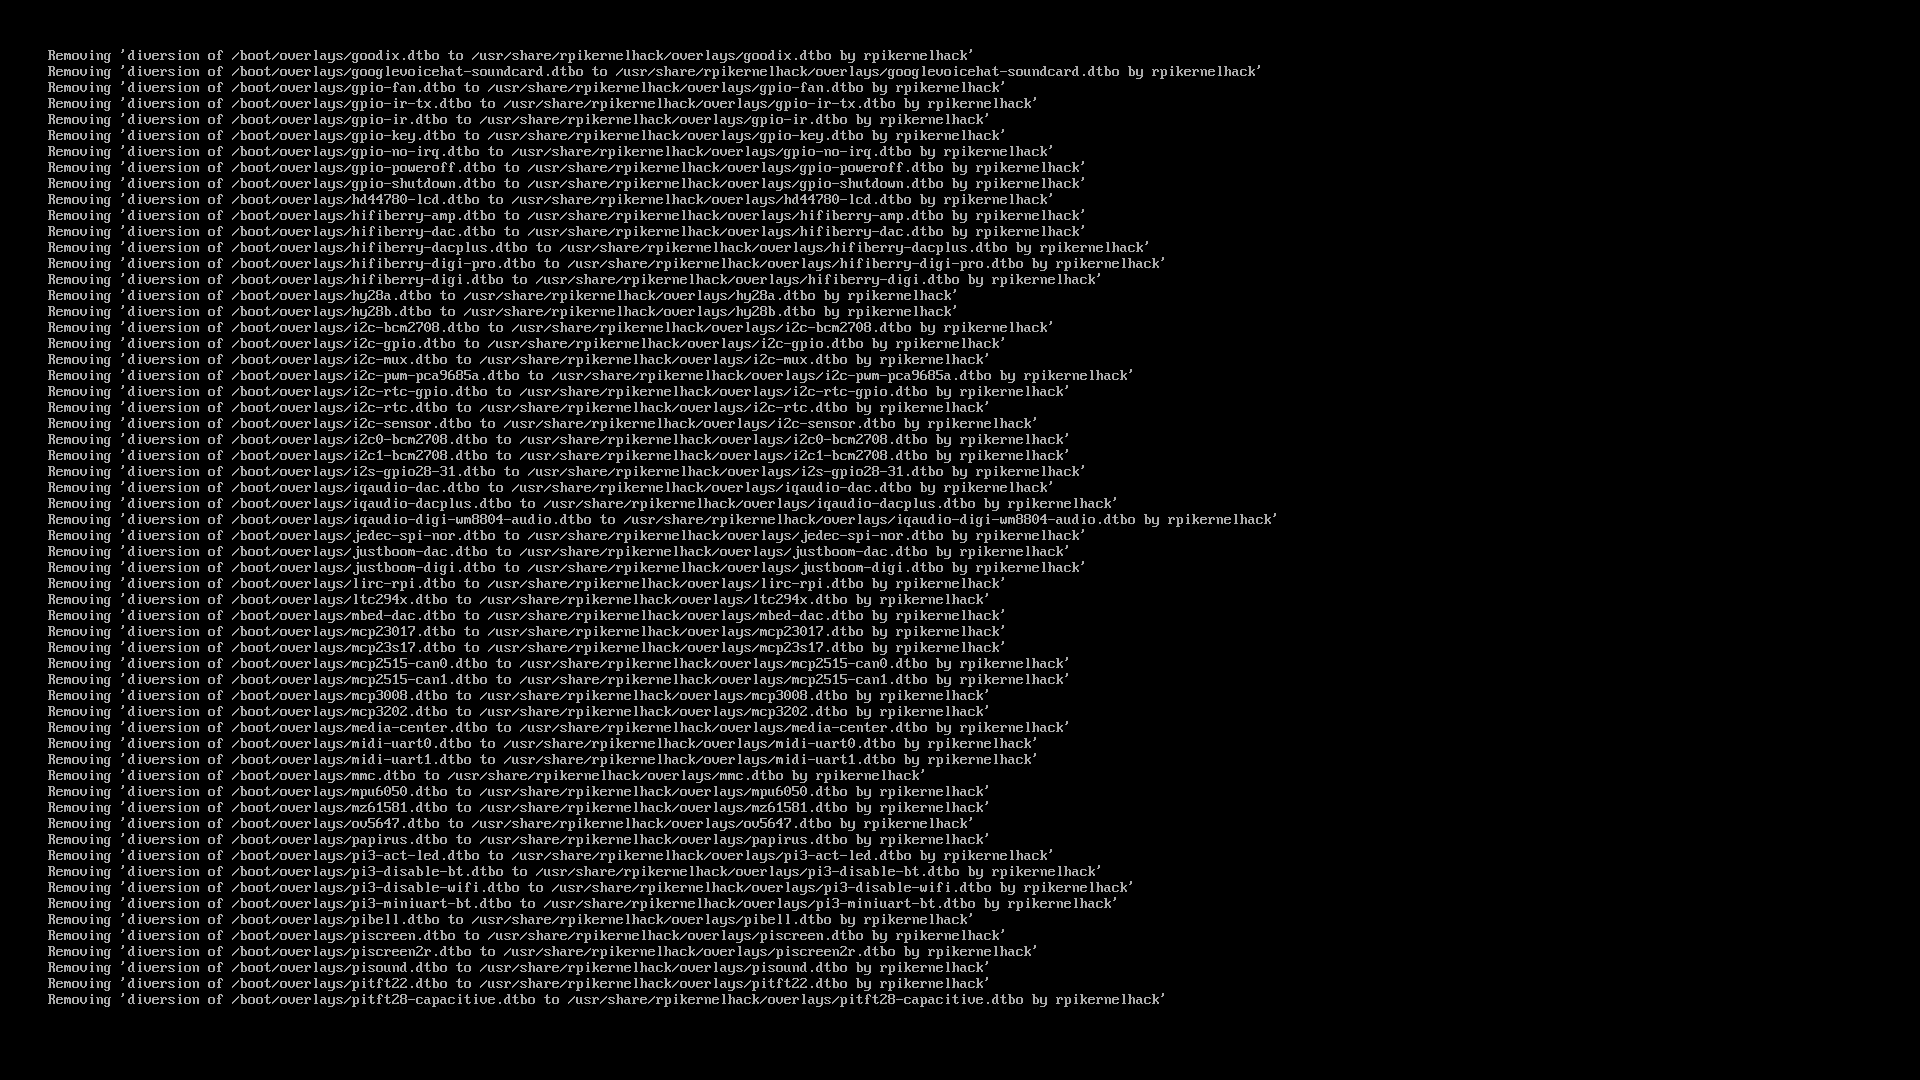 Removing 'diversion of /boot/overlays/goodix.dtbo to /usr/share/rpikernelhack/overlays/goodix.dtbo by rpikernelhack'
Removing 'diversion of /boot/overlays/googlevoicehat-soundcard.dtbo to /usr/share/rpikernelhack/overlays/googlevoicehat-soundcard.dtbo by rpikernelhack'
Removing 'diversion of /boot/overlays/gpio-fan.dtbo to /usr/share/rpikernelhack/overlays/gpio-fan.dtbo by rpikernelhack'
Removing 'diversion of /boot/overlays/gpio-ir-tx.dtbo to /usr/share/rpikernelhack/overlays/gpio-ir-tx.dtbo by rpikernelhack'
Removing 'diversion of /boot/overlays/gpio-ir.dtbo to /usr/share/rpikernelhack/overlays/gpio-ir.dtbo by rpikernelhack'
Removing 'diversion of /boot/overlays/gpio-key.dtbo to /usr/share/rpikernelhack/overlays/gpio-key.dtbo by rpikernelhack'
Removing 'diversion of /boot/overlays/gpio-no-irq.dtbo to /usr/share/rpikernelhack/overlays/gpio-no-irq.dtbo by rpikernelhack'
Removing 'diversion of /boot/overlays/gpio-poweroff.dtbo to /usr/share/rpikernelhack/overlays/gpio-poweroff.dtbo by rpikernelhack'
Removing 'diversion of /boot/overlays/gpio-shutdown.dtbo to /usr/share/rpikernelhack/overlays/gpio-shutdown.dtbo by rpikernelhack'
Removing 'diversion of /boot/overlays/hd44780-lcd.dtbo to /usr/share/rpikernelhack/overlays/hd44780-lcd.dtbo by rpikernelhack'
Removing 'diversion of /boot/overlays/hifiberry-amp.dtbo to /usr/share/rpikernelhack/overlays/hifiberry-amp.dtbo by rpikernelhack'
Removing 'diversion of /boot/overlays/hifiberry-dac.dtbo to /usr/share/rpikernelhack/overlays/hifiberry-dac.dtbo by rpikernelhack'
Removing 'diversion of /boot/overlays/hifiberry-dacplus.dtbo to /usr/share/rpikernelhack/overlays/hifiberry-dacplus.dtbo by rpikernelhack'
Removing 'diversion of /boot/overlays/hifiberry-digi-pro.dtbo to /usr/share/rpikernelhack/overlays/hifiberry-digi-pro.dtbo by rpikernelhack'
Removing 'diversion of /boot/overlays/hifiberry-digi.dtbo to /usr/share/rpikernelhack/overlays/hifiberry-digi.dtbo by rpikernelhack'
Removing 'diversion of /boot/overlays/hy28a.dtbo to /usr/share/rpikernelhack/overlays/hy28a.dtbo by rpikernelhack'
Removing 'diversion of /boot/overlays/hy28b.dtbo to /usr/share/rpikernelhack/overlays/hy28b.dtbo by rpikernelhack'
Removing 'diversion of /boot/overlays/i2c-bcm2708.dtbo to /usr/share/rpikernelhack/overlays/i2c-bcm2708.dtbo by rpikernelhack'
Removing 'diversion of /boot/overlays/i2c-gpio.dtbo to /usr/share/rpikernelhack/overlays/i2c-gpio.dtbo by rpikernelhack'
Removing 'diversion of /boot/overlays/i2c-mux.dtbo to /usr/share/rpikernelhack/overlays/i2c-mux.dtbo by rpikernelhack'
Removing 'diversion of /boot/overlays/i2c-pwm-pca9685a.dtbo to /usr/share/rpikernelhack/overlays/i2c-pwm-pca9685a.dtbo by rpikernelhack'
Removing 'diversion of /boot/overlays/i2c-rtc-gpio.dtbo to /usr/share/rpikernelhack/overlays/i2c-rtc-gpio.dtbo by rpikernelhack'
Removing 'diversion of /boot/overlays/i2c-rtc.dtbo to /usr/share/rpikernelhack/overlays/i2c-rtc.dtbo by rpikernelhack'
Removing 'diversion of /boot/overlays/i2c-sensor.dtbo to /usr/share/rpikernelhack/overlays/i2c-sensor.dtbo by rpikernelhack'
Removing 'diversion of /boot/overlays/i2c0-bcm2708.dtbo to /usr/share/rpikernelhack/overlays/i2c0-bcm2708.dtbo by rpikernelhack'
Removing 'diversion of /boot/overlays/i2c1-bcm2708.dtbo to /usr/share/rpikernelhack/overlays/i2c1-bcm2708.dtbo by rpikernelhack'
Removing 'diversion of /boot/overlays/i2s-gpio28-31.dtbo to /usr/share/rpikernelhack/overlays/i2s-gpio28-31.dtbo by rpikernelhack'
Removing 'diversion of /boot/overlays/iqaudio-dac.dtbo to /usr/share/rpikernelhack/overlays/iqaudio-dac.dtbo by rpikernelhack'
Removing 'diversion of /boot/overlays/iqaudio-dacplus.dtbo to /usr/share/rpikernelhack/overlays/iqaudio-dacplus.dtbo by rpikernelhack'
Removing 'diversion of /boot/overlays/iqaudio-digi-wm8804-audio.dtbo to /usr/share/rpikernelhack/overlays/iqaudio-digi-wm8804-audio.dtbo by rpikernelhack'
Removing 'diversion of /boot/overlays/jedec-spi-nor.dtbo to /usr/share/rpikernelhack/overlays/jedec-spi-nor.dtbo by rpikernelhack'
Removing 'diversion of /boot/overlays/justboom-dac.dtbo to /usr/share/rpikernelhack/overlays/justboom-dac.dtbo by rpikernelhack'
Removing 'diversion of /boot/overlays/justboom-digi.dtbo to /usr/share/rpikernelhack/overlays/justboom-digi.dtbo by rpikernelhack'
Removing 'diversion of /boot/overlays/lirc-rpi.dtbo to /usr/share/rpikernelhack/overlays/lirc-rpi.dtbo by rpikernelhack'
Removing 'diversion of /boot/overlays/ltc294x.dtbo to /usr/share/rpikernelhack/overlays/ltc294x.dtbo by rpikernelhack'
Removing 'diversion of /boot/overlays/mbed-dac.dtbo to /usr/share/rpikernelhack/overlays/mbed-dac.dtbo by rpikernelhack'
Removing 'diversion of /boot/overlays/mcp23017.dtbo to /usr/share/rpikernelhack/overlays/mcp23017.dtbo by rpikernelhack'
Removing 'diversion of /boot/overlays/mcp23s17.dtbo to /usr/share/rpikernelhack/overlays/mcp23s17.dtbo by rpikernelhack'
Removing 'diversion of /boot/overlays/mcp2515-can0.dtbo to /usr/share/rpikernelhack/overlays/mcp2515-can0.dtbo by rpikernelhack'
Removing 'diversion of /boot/overlays/mcp2515-can1.dtbo to /usr/share/rpikernelhack/overlays/mcp2515-can1.dtbo by rpikernelhack'
Removing 'diversion of /boot/overlays/mcp3008.dtbo to /usr/share/rpikernelhack/overlays/mcp3008.dtbo by rpikernelhack'
Removing 'diversion of /boot/overlays/mcp3202.dtbo to /usr/share/rpikernelhack/overlays/mcp3202.dtbo by rpikernelhack'
Removing 'diversion of /boot/overlays/media-center.dtbo to /usr/share/rpikernelhack/overlays/media-center.dtbo by rpikernelhack'
Removing 'diversion of /boot/overlays/midi-uart0.dtbo to /usr/share/rpikernelhack/overlays/midi-uart0.dtbo by rpikernelhack'
Removing 'diversion of /boot/overlays/midi-uart1.dtbo to /usr/share/rpikernelhack/overlays/midi-uart1.dtbo by rpikernelhack'
Removing 'diversion of /boot/overlays/mmc.dtbo to /usr/share/rpikernelhack/overlays/mmc.dtbo by rpikernelhack'
Removing 'diversion of /boot/overlays/mpu6050.dtbo to /usr/share/rpikernelhack/overlays/mpu6050.dtbo by rpikernelhack'
Removing 'diversion of /boot/overlays/mz61581.dtbo to /usr/share/rpikernelhack/overlays/mz61581.dtbo by rpikernelhack'
Removing 'diversion of /boot/overlays/ov5647.dtbo to /usr/share/rpikernelhack/overlays/ov5647.dtbo by rpikernelhack'
Removing 'diversion of /boot/overlays/papirus.dtbo to /usr/share/rpikernelhack/overlays/papirus.dtbo by rpikernelhack'
Removing 'diversion of /boot/overlays/pi3-act-led.dtbo to /usr/share/rpikernelhack/overlays/pi3-act-led.dtbo by rpikernelhack'
Removing 'diversion of /boot/overlays/pi3-disable-bt.dtbo to /usr/share/rpikernelhack/overlays/pi3-disable-bt.dtbo by rpikernelhack'
Removing 'diversion of /boot/overlays/pi3-disable-wifi.dtbo to /usr/share/rpikernelhack/overlays/pi3-disable-wifi.dtbo by rpikernelhack'
Removing 'diversion of /boot/overlays/pi3-miniuart-bt.dtbo to /usr/share/rpikernelhack/overlays/pi3-miniuart-bt.dtbo by rpikernelhack'
Removing 'diversion of /boot/overlays/pibell.dtbo to /usr/share/rpikernelhack/overlays/pibell.dtbo by rpikernelhack'
Removing 'diversion of /boot/overlays/piscreen.dtbo to /usr/share/rpikernelhack/overlays/piscreen.dtbo by rpikernelhack'
Removing 'diversion of /boot/overlays/piscreen2r.dtbo to /usr/share/rpikernelhack/overlays/piscreen2r.dtbo by rpikernelhack'
Removing 'diversion of /boot/overlays/pisound.dtbo to /usr/share/rpikernelhack/overlays/pisound.dtbo by rpikernelhack'
Removing 'diversion of /boot/overlays/pitft22.dtbo to /usr/share/rpikernelhack/overlays/pitft22.dtbo by rpikernelhack'
Removing 'diversion of /boot/overlays/pitft28-capacitive.dtbo to /usr/share/rpikernelhack/overlays/pitft28-capacitive.dtbo by rpikernelhack'